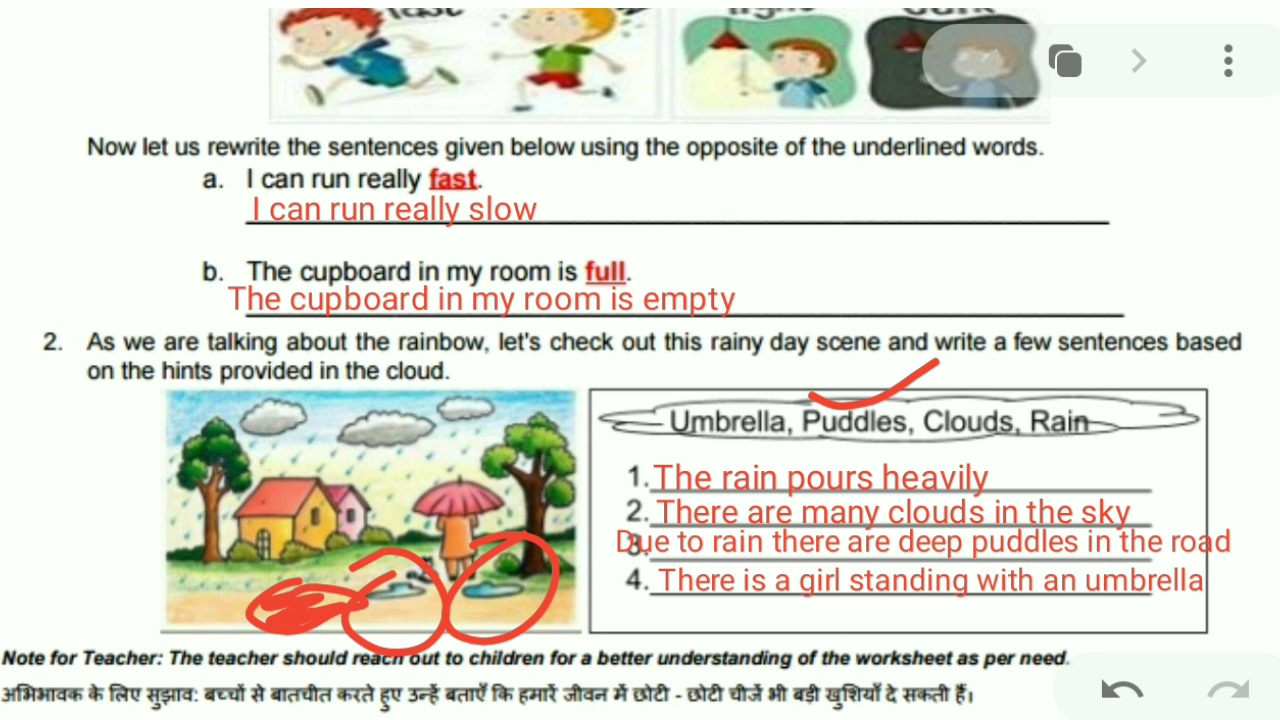 Now let us rewrite the sentences given below using the opposite of the underlined words.
a. I can run really fast.
I can run really slow
b. The cupboard in my room is full.
The cupboard in my room is empty
2. As we are talking about the rainbow, let's check out this rainy day scene and write a few sentences based
on the hints provided in the cloud.
Umbrella, Puddles, Clouds, Rain
1. The rain pours heavily
2. There are many clouds in the sky
3. Due to rain there are deep puddles in the road
4. There is a girl standing with an umbrella
Note for Teacher: The teacher should reach out to children for a better understanding of the worksheet as per need.
अभिभावक के लिए सुझाव: बच्चों से बातचीत करते हुए उन्हें बताएँ कि हमारें जीवन में छोटी - छोटी चीजें भी बड़ी खुशियाँ दे सकती हैं।